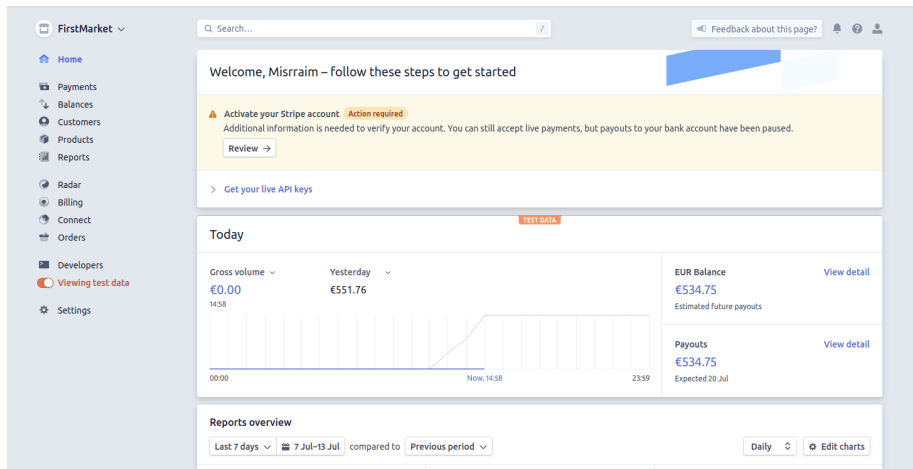 FirstMarket
Search...
/
Feedback about this page?
Home
Payments
Balances
Customers
Products
Reports
Radar
Billing
Connect
Orders
Developers
Viewing test data
Settings
Welcome, Misrraim – follow these steps to get started
Activate your Stripe account Action required
Additional information is needed to verify your account. You can still accept live payments, but payouts to your bank account have been paused.
Review →
Get your live API keys
TEST DATA
Today
Gross volume Yesterday
€0.00 €551.76
14:58
00:00 Now, 14:58 23:59
EUR Balance View detail
€534.75
Estimated future payouts
Payouts View detail
€534.75
Expected 20 Jul
Reports overview
Last 7 days 7 Jul–13 Jul compared to Previous period Daily Edit charts